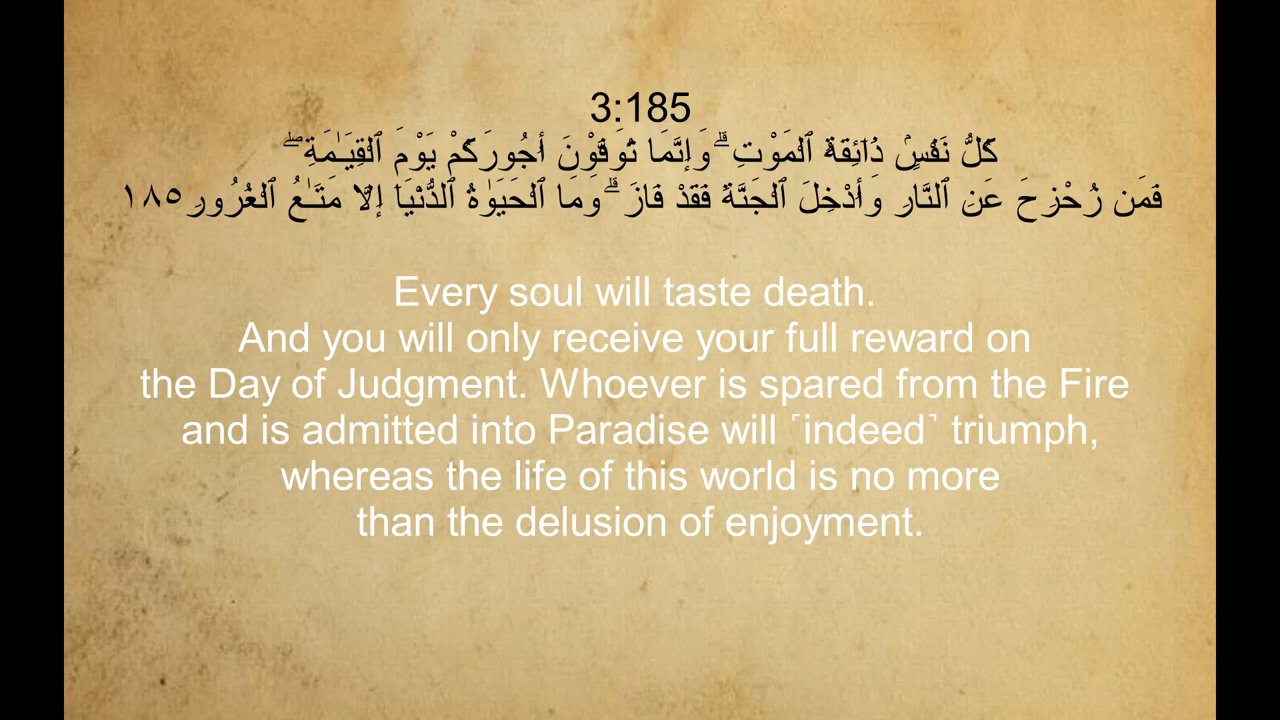 3:185
كُلُّ نَفْسٍۢ ذَآئِقَةُ ٱلْمَوْتِ ۗ وَإِنَّمَا تُوَفَّوْنَ أُجُورَكُمْ يَوْمَ ٱلْقِيَـٰمَةِ ۖ
فَمَن زُحْزِحَ عَنِ ٱلنَّارِ وَأُدْخِلَ ٱلْجَنَّةَ فَقَدْ فَازَ ۗ وَمَا ٱلْحَيَوٰةُ ٱلدُّنْيَآ إِلَّا مَتَـٰعُ ٱلْغُرُورِ ١٨٥
Every soul will taste death.
And you will only receive your full reward on
the Day of Judgment. Whoever is spared from the Fire
and is admitted into Paradise will ˹indeed˺ triumph,
whereas the life of this world is no more
than the delusion of enjoyment.